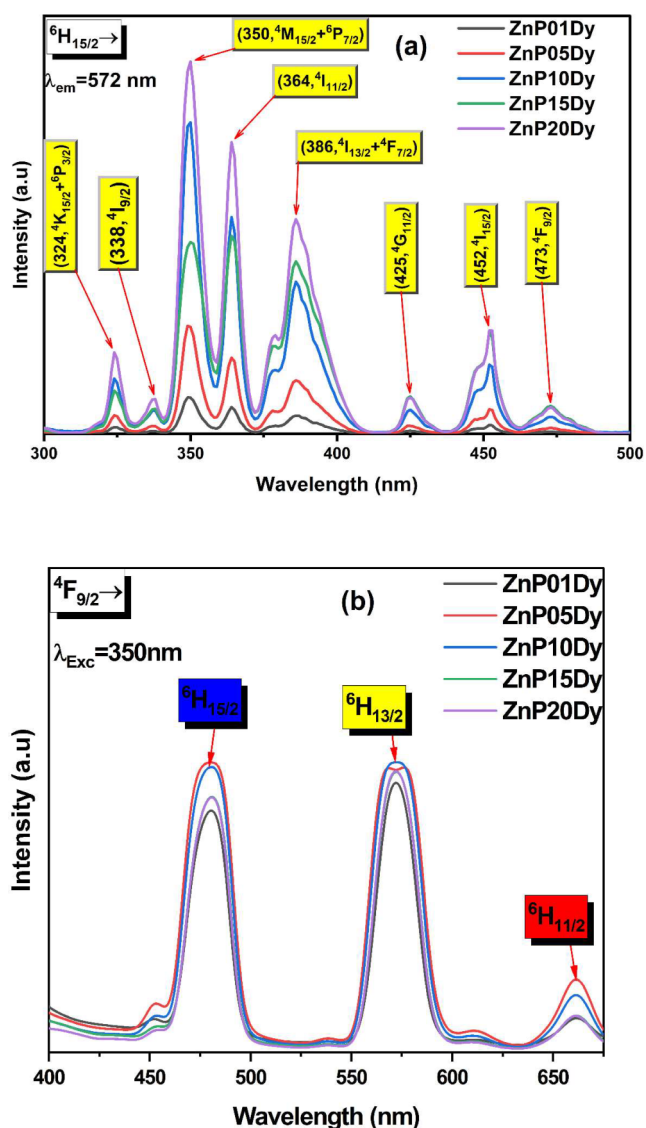 ⁶H₁₅/₂→
λₑₘ=572 nm
(350,⁴M₁₅/₂+⁶P₇/₂)
(a)
(364,⁴I₁₁/₂)
(386,⁴I₁₃/₂+⁴F₇/₂)
(324,⁴K₁₅/₂+⁶P₃/₂)
(338,⁴I₉/₂)
(425,⁴G₁₁/₂)
(452,⁴I₁₅/₂)
(473,⁴F₉/₂)
ZnP01Dy
ZnP05Dy
ZnP10Dy
ZnP15Dy
ZnP20Dy
Intensity (a.u)
300 350 400 450 500
Wavelength (nm)
⁴F₉/₂→
λExc=350nm
(b)
ZnP01Dy
ZnP05Dy
ZnP10Dy
ZnP15Dy
ZnP20Dy
⁶H₁₅/₂
⁶H₁₃/₂
⁶H₁₁/₂
Intensity (a.u)
400 450 500 550 600 650
Wavelength (nm)